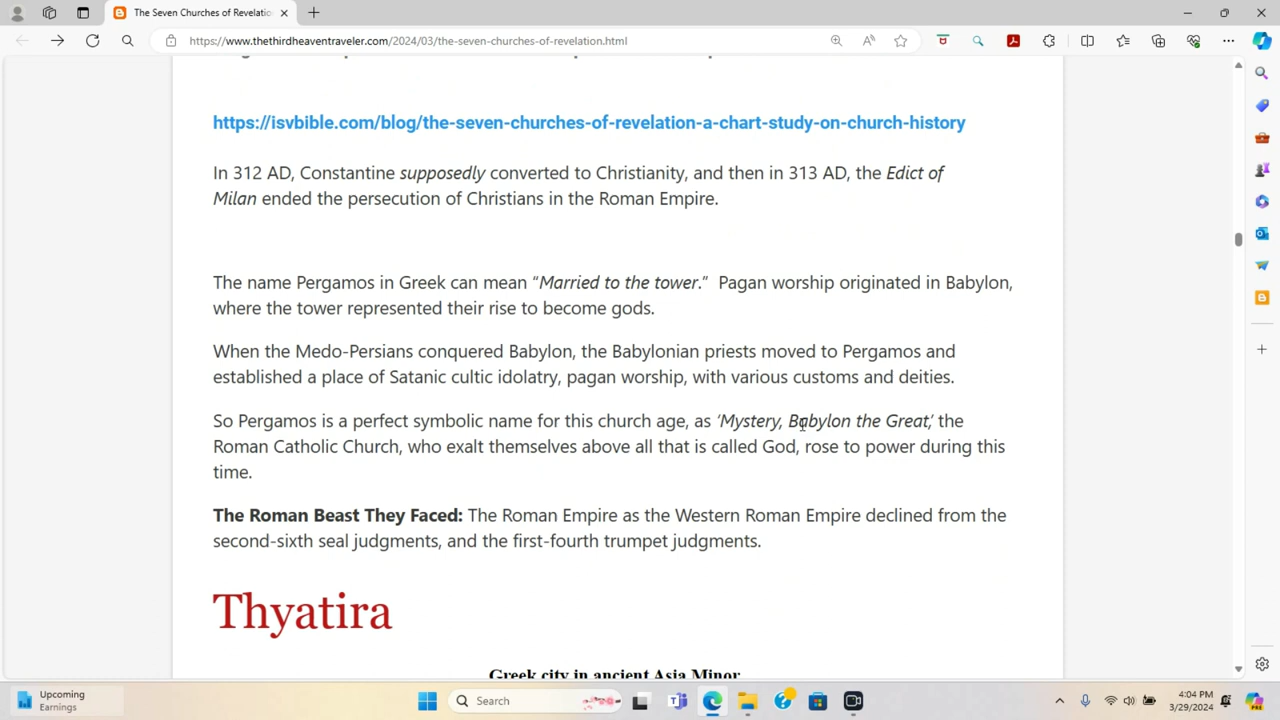 The Seven Churches of Revelatio
https://www.thethirdheaventraveler.com/2024/03/the-seven-churches-of-revelation.html
https://isvbible.com/blog/the-seven-churches-of-revelation-a-chart-study-on-church-history
In 312 AD, Constantine supposedly converted to Christianity, and then in 313 AD, the Edict of
Milan ended the persecution of Christians in the Roman Empire.
The name Pergamos in Greek can mean “Married to the tower.” Pagan worship originated in Babylon,
where the tower represented their rise to become gods.
When the Medo-Persians conquered Babylon, the Babylonian priests moved to Pergamos and
established a place of Satanic cultic idolatry, pagan worship, with various customs and deities.
So Pergamos is a perfect symbolic name for this church age, as ‘Mystery, Babylon the Great,’ the
Roman Catholic Church, who exalt themselves above all that is called God, rose to power during this
time.
The Roman Beast They Faced: The Roman Empire as the Western Roman Empire declined from the
second-sixth seal judgments, and the first-fourth trumpet judgments.
Thyatira
Greek city in ancient Asia Minor
Upcoming
Earnings
Search
4:04 PM
3/29/2024